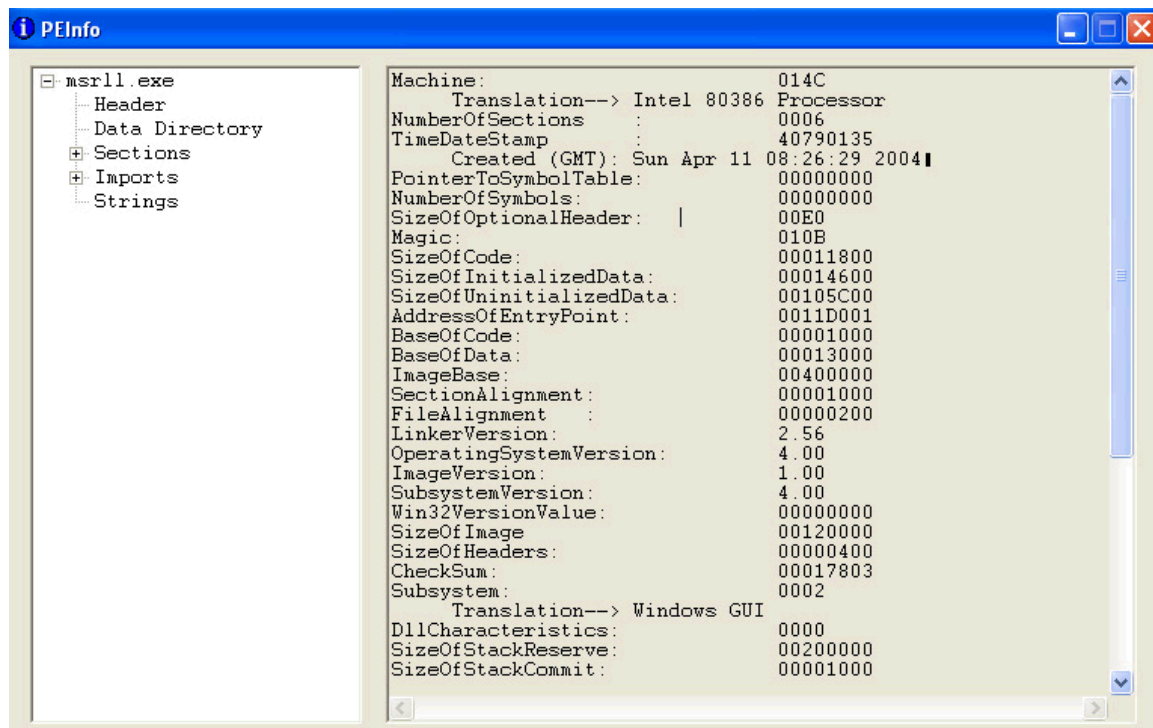 PEInfo
msrll.exe
Header
Data Directory
Sections
Imports
Strings
Machine: 014C
Translation--> Intel 80386 Processor
NumberOfSections : 0006
TimeDateStamp : 40790135
Created (GMT): Sun Apr 11 08:26:29 2004
PointerToSymbolTable: 00000000
NumberOfSymbols: 00000000
SizeOfOptionalHeader: 00E0
Magic: 010B
SizeOfCode: 00011800
SizeOfInitializedData: 00014600
SizeOfUninitializedData: 00105C00
AddressOfEntryPoint: 0011D001
BaseOfCode: 00001000
BaseOfData: 00013000
ImageBase: 00400000
SectionAlignment: 00001000
FileAlignment : 00000200
LinkerVersion: 2.56
OperatingSystemVersion: 4.00
ImageVersion: 1.00
SubsystemVersion: 4.00
Win32VersionValue: 00000000
SizeOfImage 00120000
SizeOfHeaders: 00000400
CheckSum: 00017803
Subsystem: 0002
Translation--> Windows GUI
DllCharacteristics: 0000
SizeOfStackReserve: 00200000
SizeOfStackCommit: 00001000